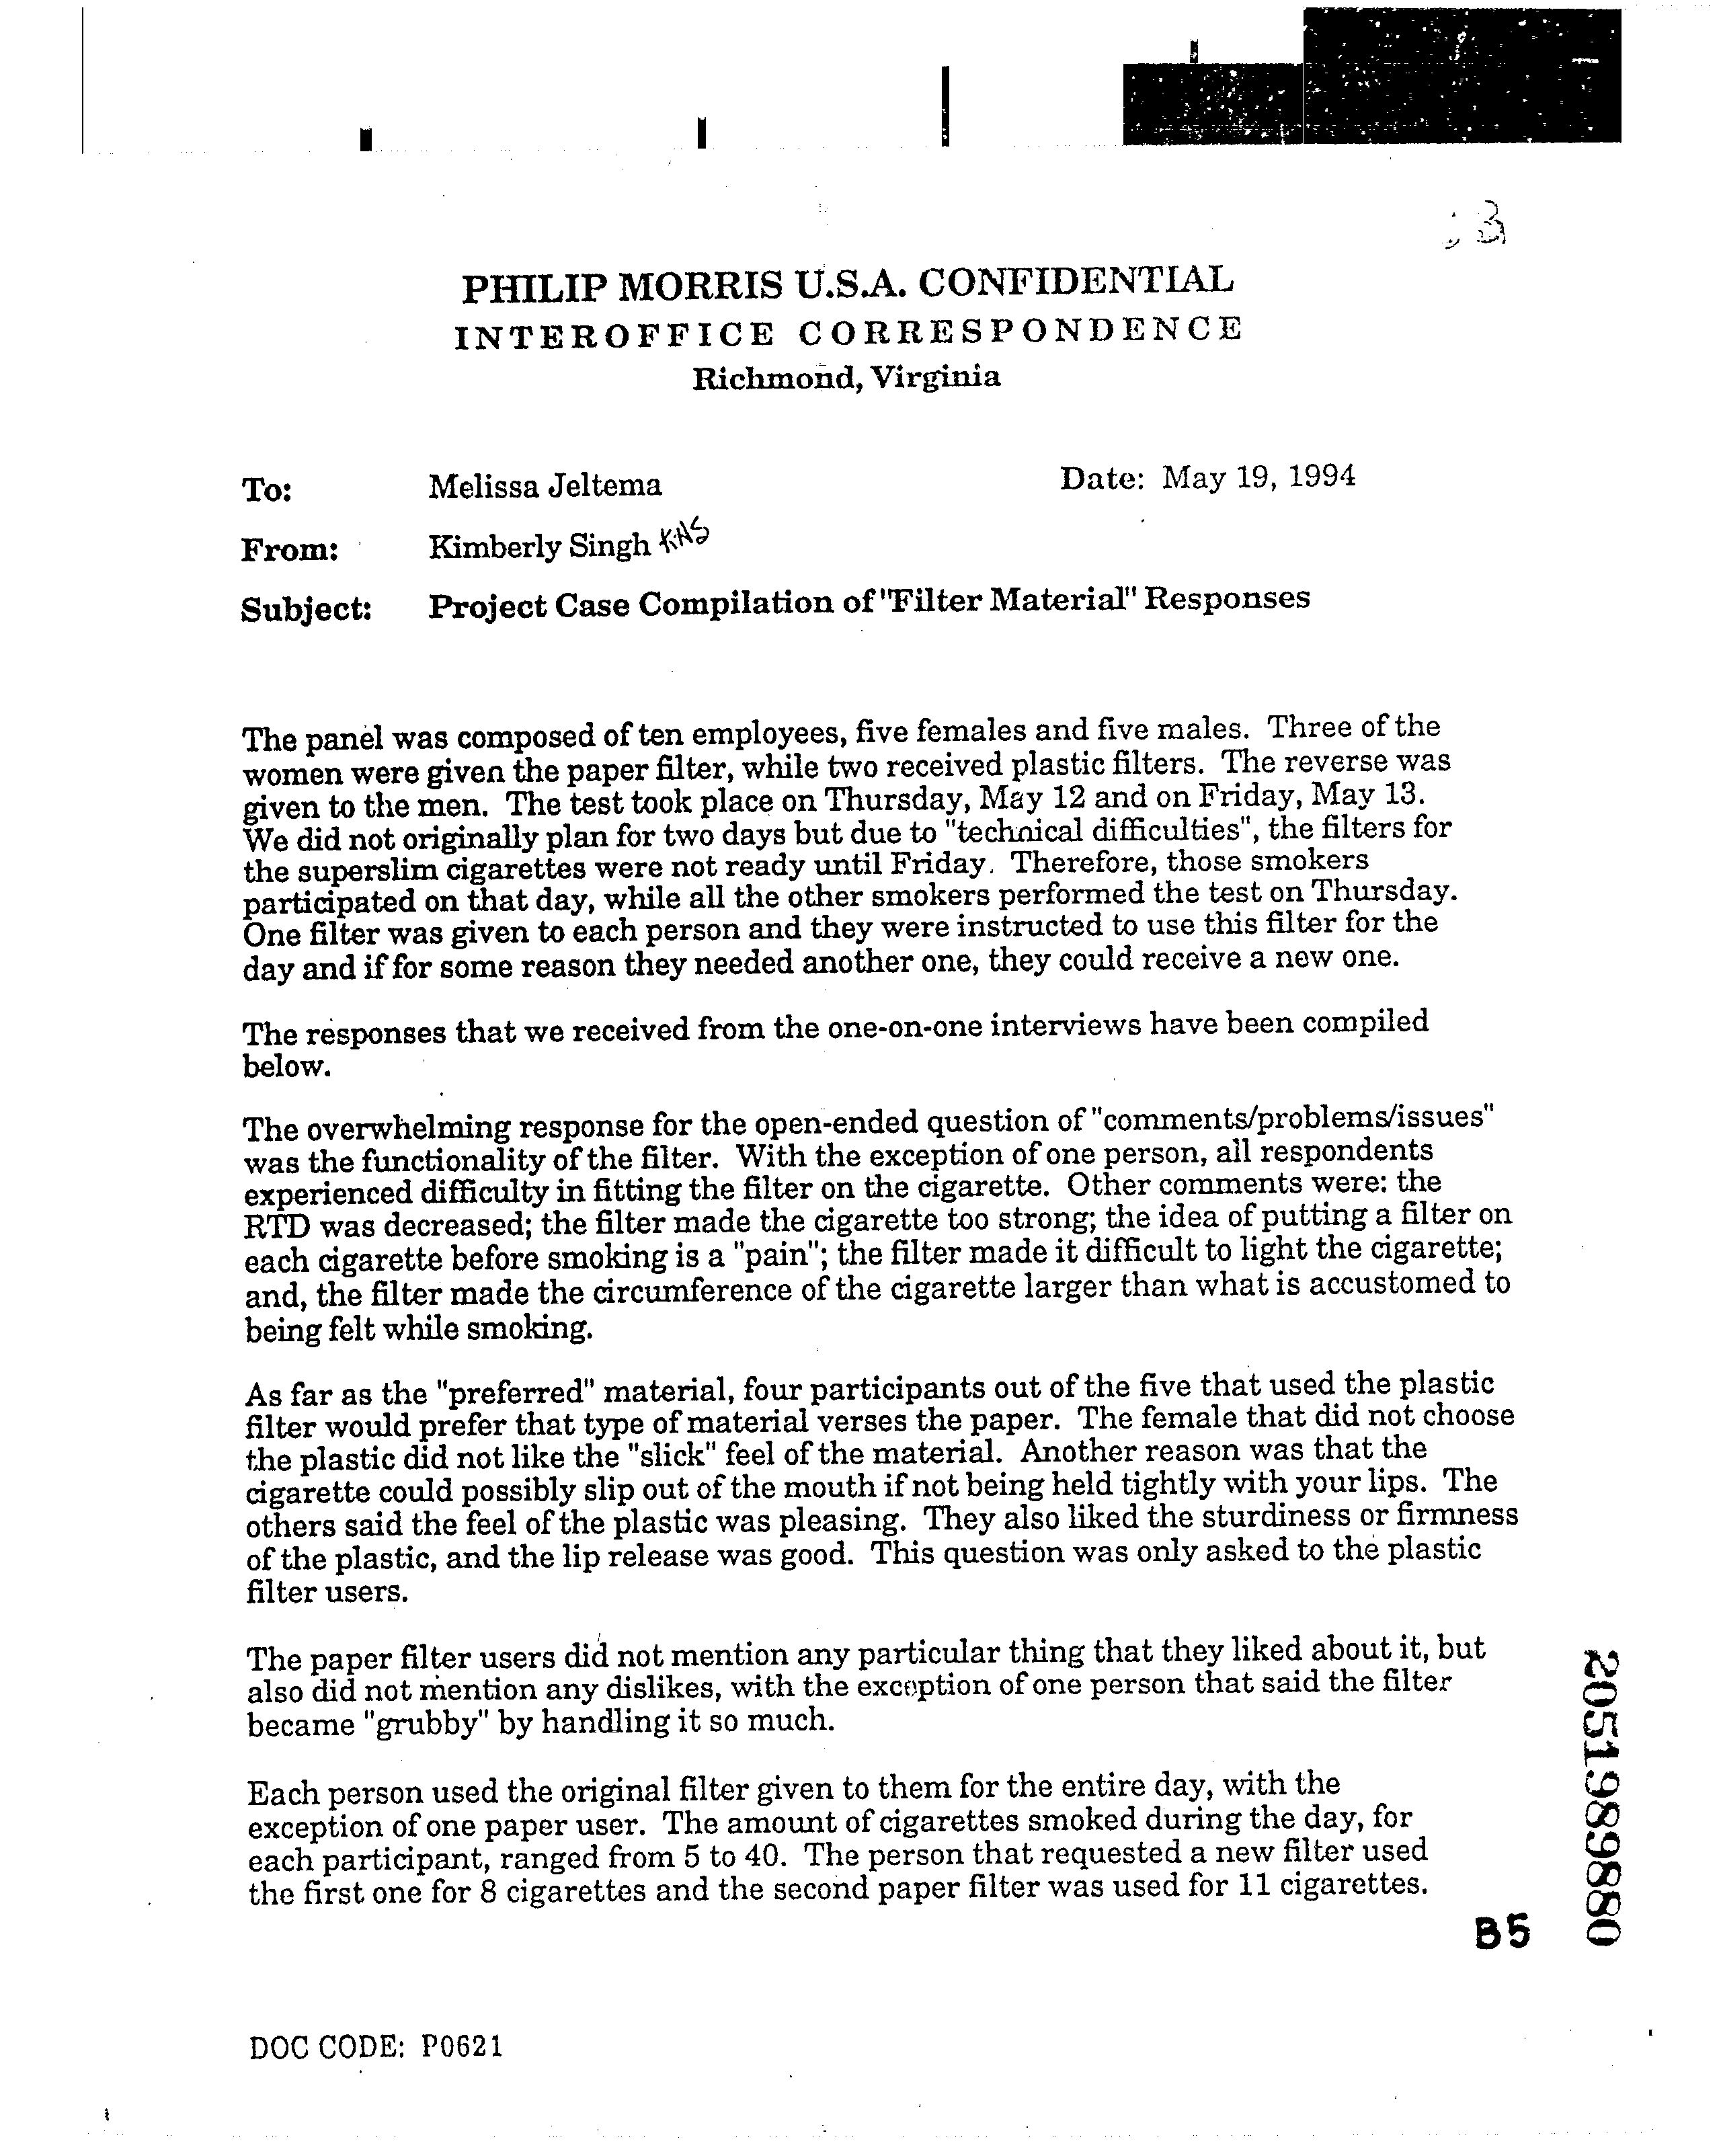 PHILIP MORRIS U.S.A. CONFIDENTIAL
INTEROFFICE CORRESPONDENCE
Richmond, Virginia
To: Melissa Jeltema Date: May 19, 1994
From: Kimberly Singh KAS
Subject: Project Case Compilation of "Filter Material" Responses
The panel was composed of ten employees, five females and five males. Three of the
women were given the paper filter, while two received plastic filters. The reverse was
given to the men. The test took place on Thursday, May 12 and on Friday, May 13.
We did not originally plan for two days but due to "technical difficulties", the filters for
the superslim cigarettes were not ready until Friday. Therefore, those smokers
participated on that day, while all the other smokers performed the test on Thursday.
One filter was given to each person and they were instructed to use this filter for the
day and if for some reason they needed another one, they could receive a new one.
The responses that we received from the one-on-one interviews have been compiled
below.
The overwhelming response for the open-ended question of "comments/problems/issues"
was the functionality of the filter. With the exception of one person, all respondents
experienced difficulty in fitting the filter on the cigarette. Other comments were: the
RTD was decreased; the filter made the cigarette too strong; the idea of putting a filter on
each cigarette before smoking is a "pain"; the filter made it difficult to light the cigarette;
and, the filter made the circumference of the cigarette larger than what is accustomed to
being felt while smoking.
As far as the "preferred" material, four participants out of the five that used the plastic
filter would prefer that type of material verses the paper. The female that did not choose
the plastic did not like the "slick" feel of the material. Another reason was that the
cigarette could possibly slip out of the mouth if not being held tightly with your lips. The
others said the feel of the plastic was pleasing. They also liked the sturdiness or firmness
of the plastic, and the lip release was good. This question was only asked to the plastic
filter users.
The paper filter users did not mention any particular thing that they liked about it, but
also did not mention any dislikes, with the exception of one person that said the filter
became "grubby" by handling it so much.
Each person used the original filter given to them for the entire day, with the
exception of one paper user. The amount of cigarettes smoked during the day, for
each participant, ranged from 5 to 40. The person that requested a new filter used
the first one for 8 cigarettes and the second paper filter was used for 11 cigarettes.
B5
2051989880
DOC CODE: P0621